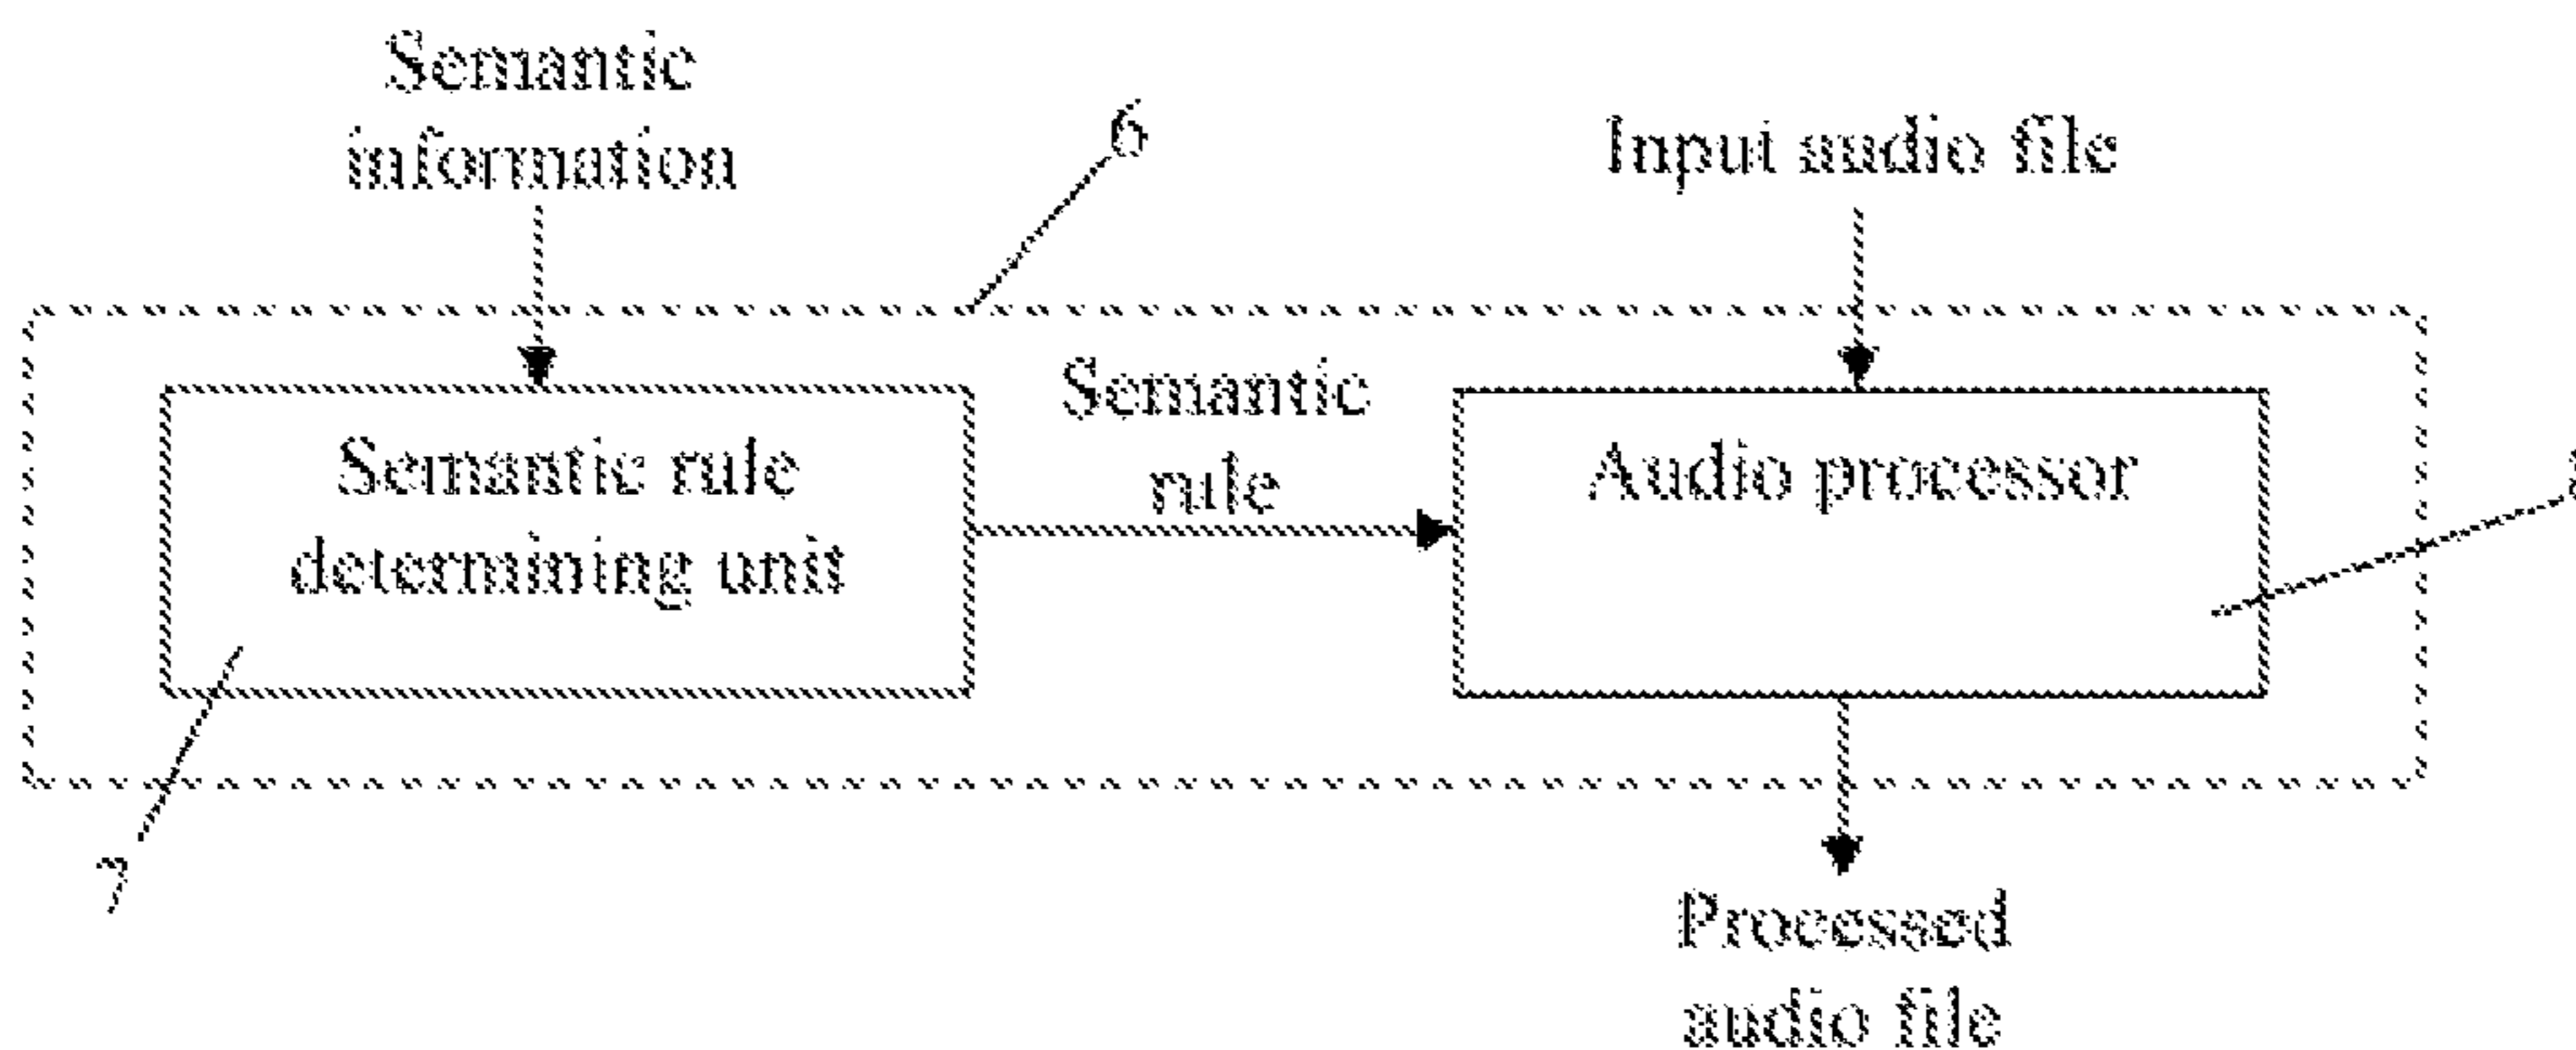 Semantic
information
6
Input audio file
Semantic
rule
Semantic rule
determining unit
Audio processor
7
Processed
audio file